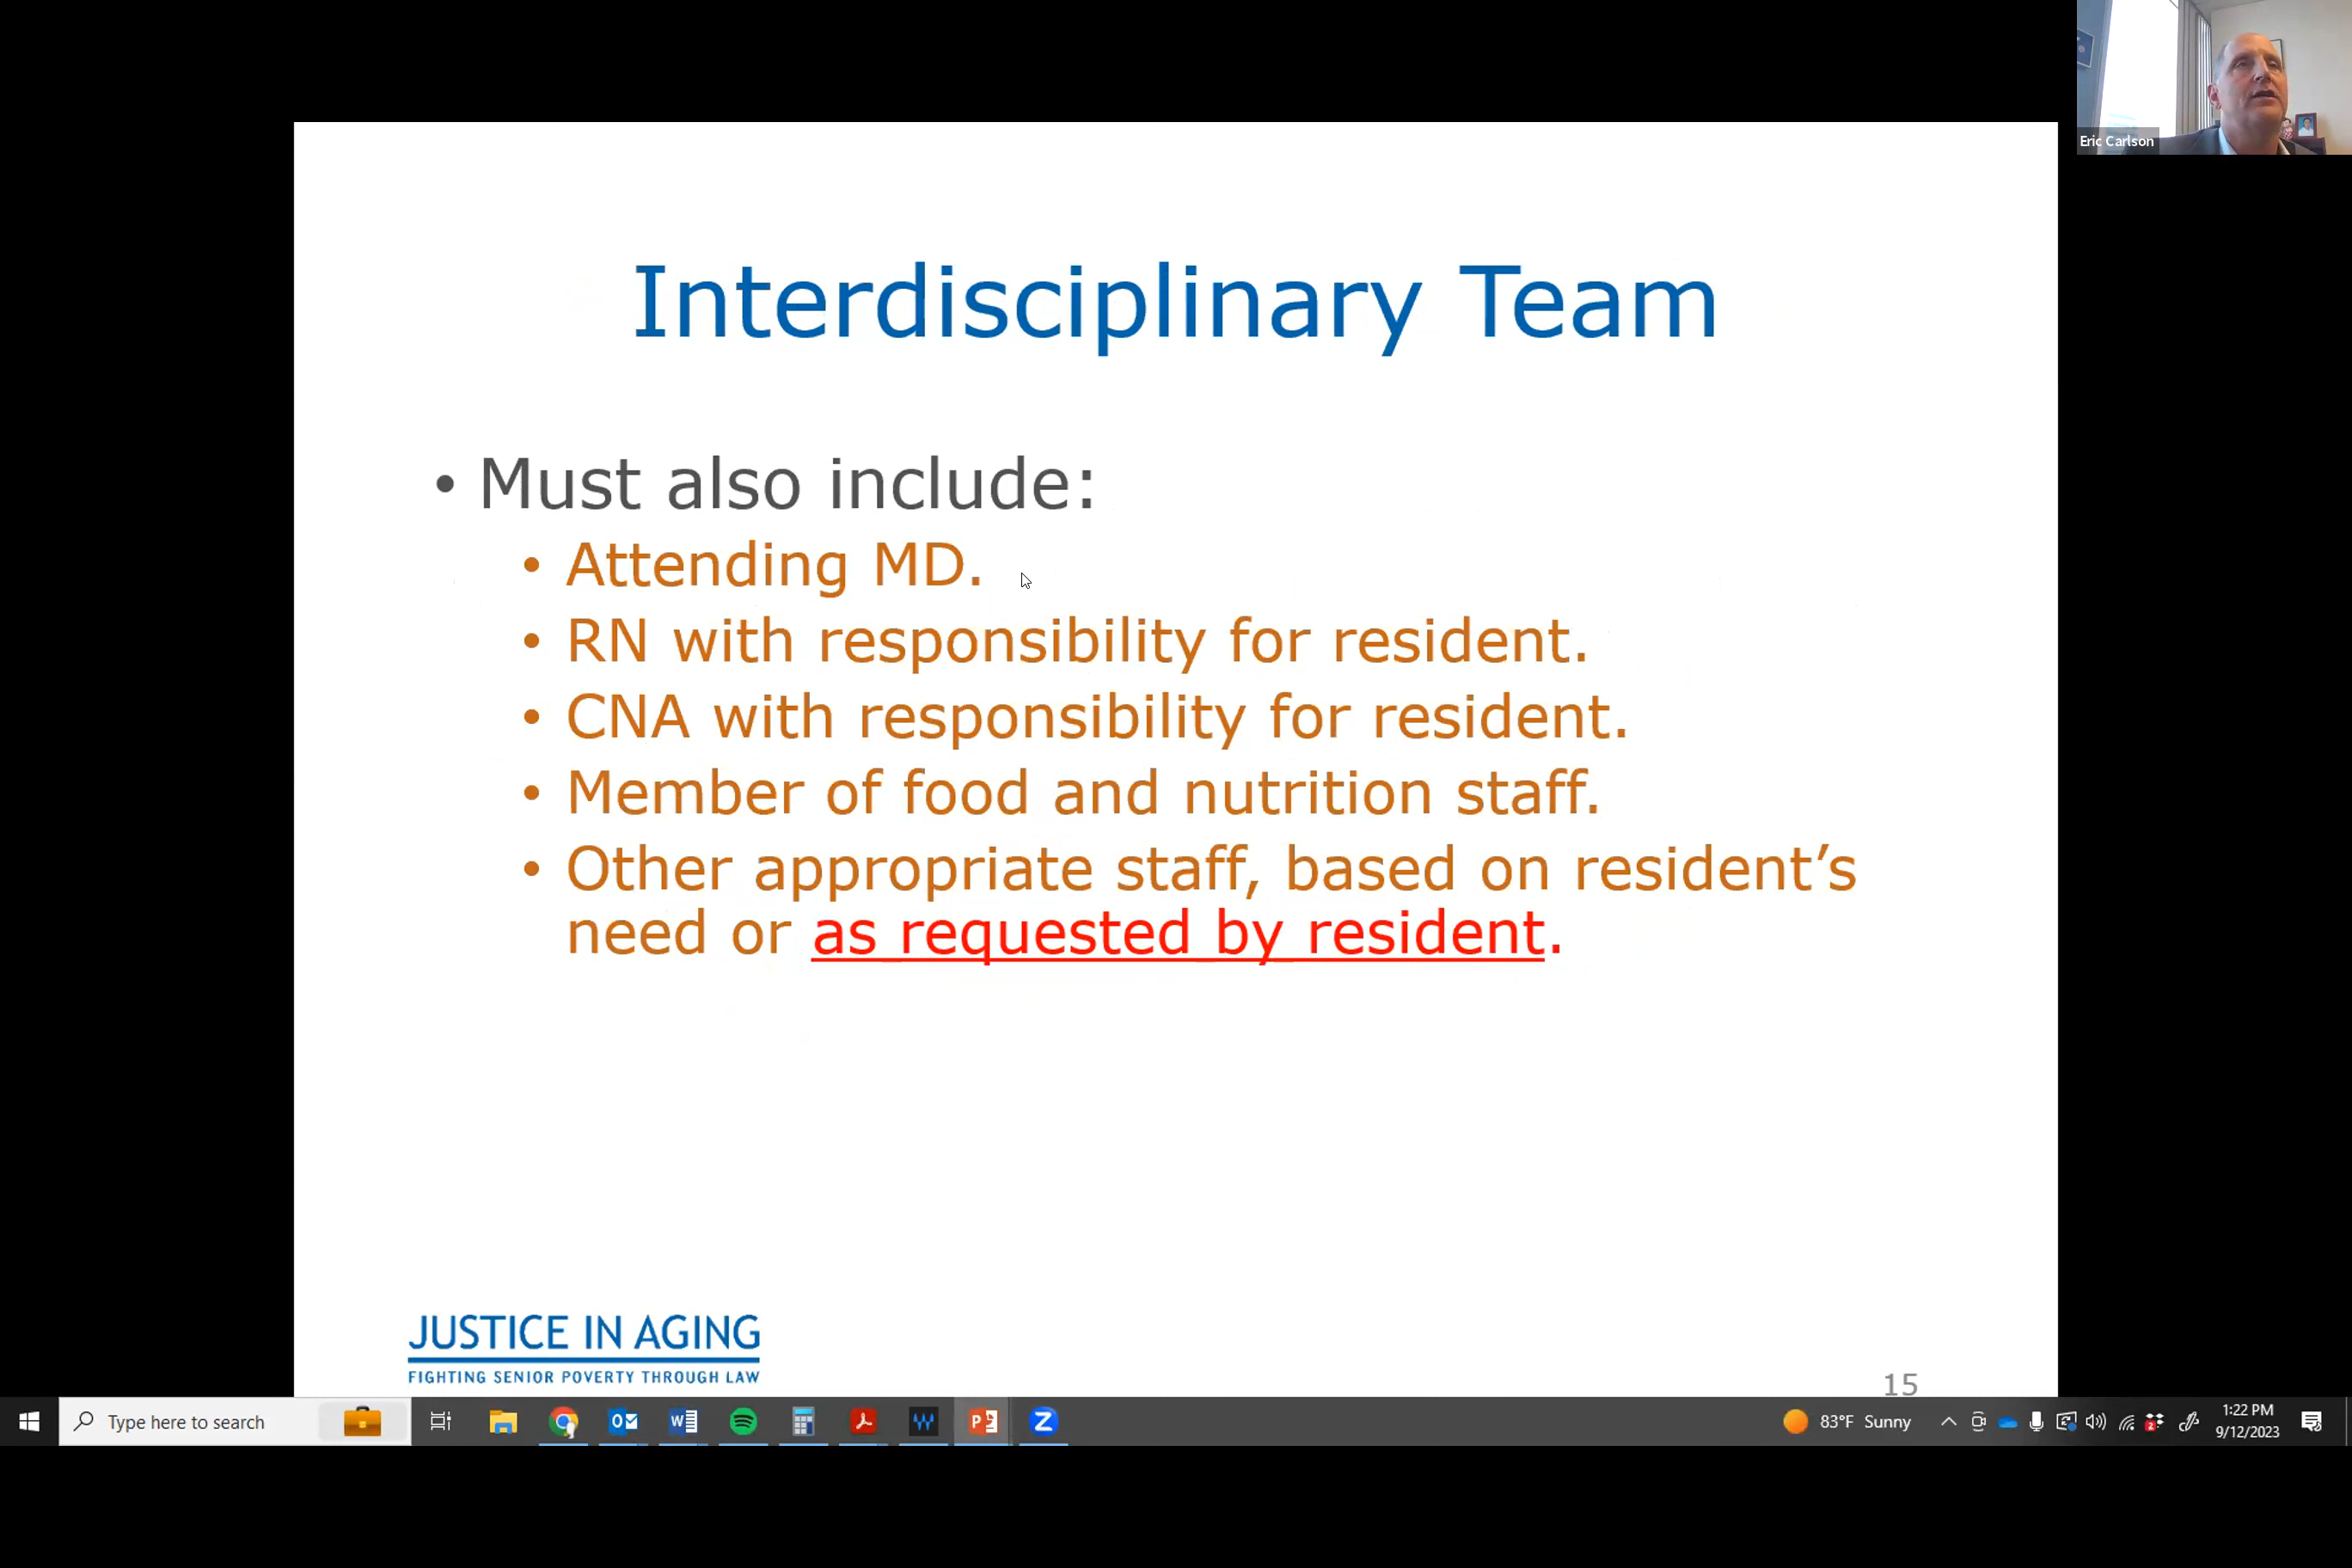 Eric Carlson
Interdisciplinary Team
• Must also include:
• Attending MD.
• RN with responsibility for resident.
• CNA with responsibility for resident.
• Member of food and nutrition staff.
• Other appropriate staff, based on resident’s
need or as requested by resident.
JUSTICE IN AGING
FIGHTING SENIOR POVERTY THROUGH LAW
15
Type here to search
83°F Sunny
1:22 PM
9/12/2023